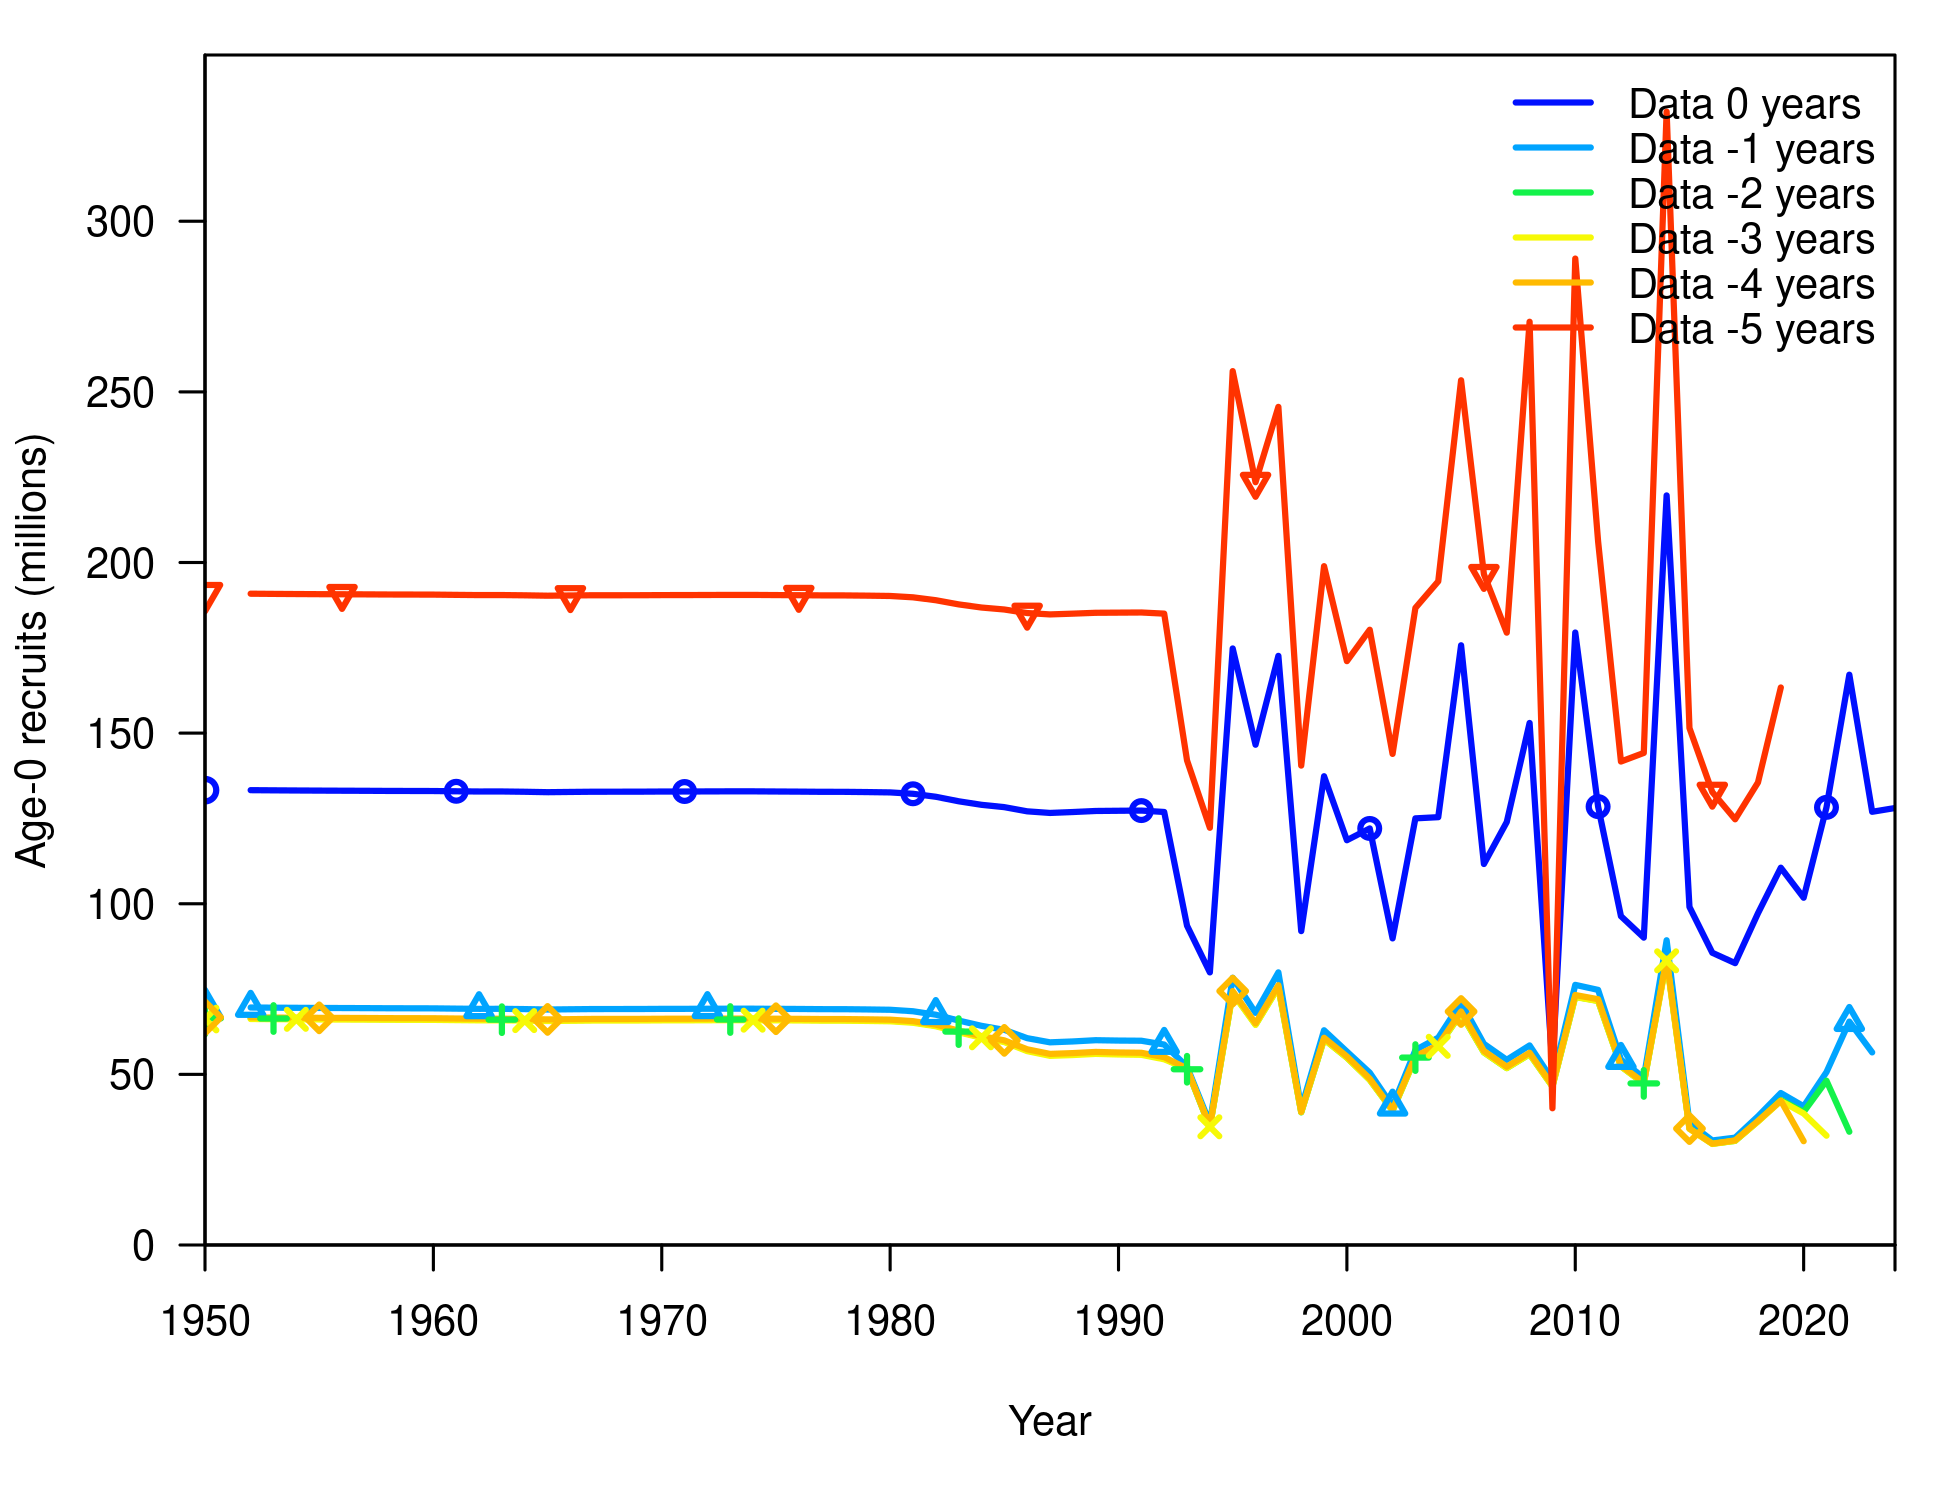 Data 0 years
Data -1 years
Data -2 years
Data -3 years
Data -4 years
Data -5 years
Age-0 recruits (millions)
300
250
200
150
100
50
0
1950 1960 1970 1980 1990 2000 2010 2020
Year